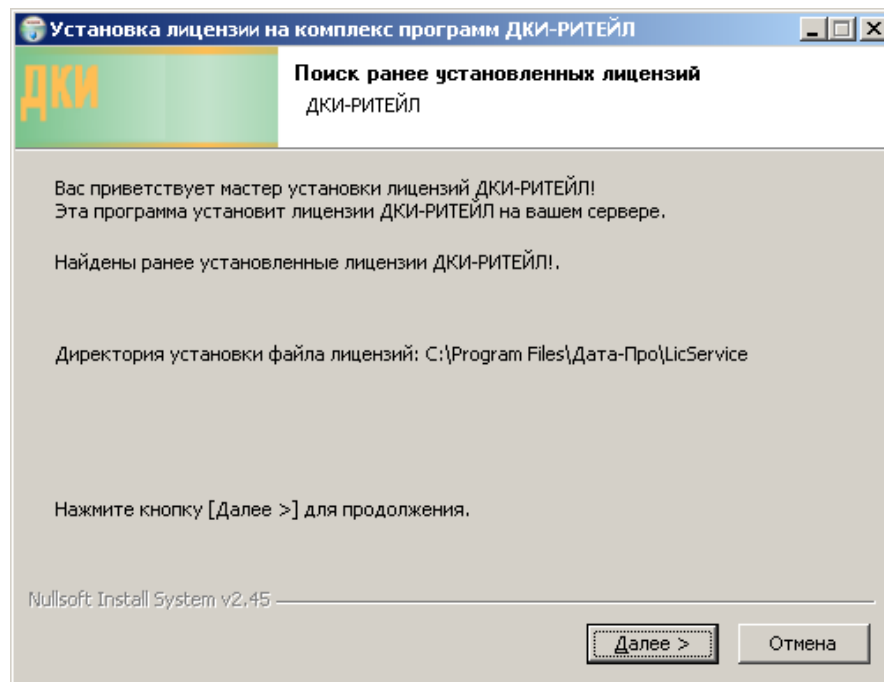 Установка лицензии на комплекс программ ДКИ-РИТЕЙЛ
ДКИ
Поиск ранее установленных лицензий
ДКИ-РИТЕЙЛ
Вас приветствует мастер установки лицензий ДКИ-РИТЕЙЛ!
Эта программа установит лицензии ДКИ-РИТЕЙЛ на вашем сервере.
Найдены ранее установленные лицензии ДКИ-РИТЕЙЛ!.
Директория установки файла лицензий: C:\Program Files\Дата-Про\LicService
Нажмите кнопку [Далее >] для продолжения.
Nullsoft Install System v2.45
Далее >
Отмена